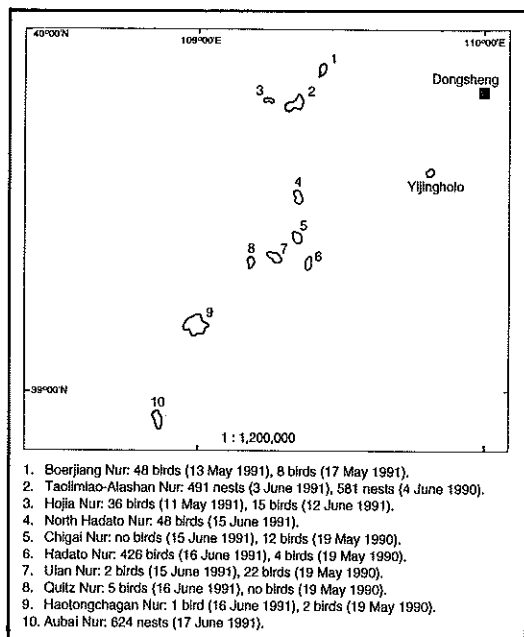 40°00'N
109°00'E
110°00'E
1
Dongsheng
3
2
Yijingholo
4
5
8
7
6
9
39°00'N
10
1 : 1,200,000
1. Boerjiang Nur: 48 birds (13 May 1991), 8 birds (17 May 1991).
2. Taolimiao-Alashan Nur: 491 nests (3 June 1991), 581 nests (4 June 1990).
3. Hojia Nur: 36 birds (11 May 1991), 15 birds (12 June 1991).
4. North Hadato Nur: 48 birds (15 June 1991).
5. Chigai Nur: no birds (15 June 1991), 12 birds (19 May 1990).
6. Hadato Nur: 426 birds (16 June 1991), 4 birds (19 May 1990).
7. Ulan Nur: 2 birds (15 June 1991), 22 birds (19 May 1990).
8. Quitz Nur: 5 birds (16 June 1991), no birds (19 May 1990).
9. Haotongchagan Nur: 1 bird (16 June 1991), 2 birds (19 May 1990).
10. Aubai Nur: 624 nests (17 June 1991).